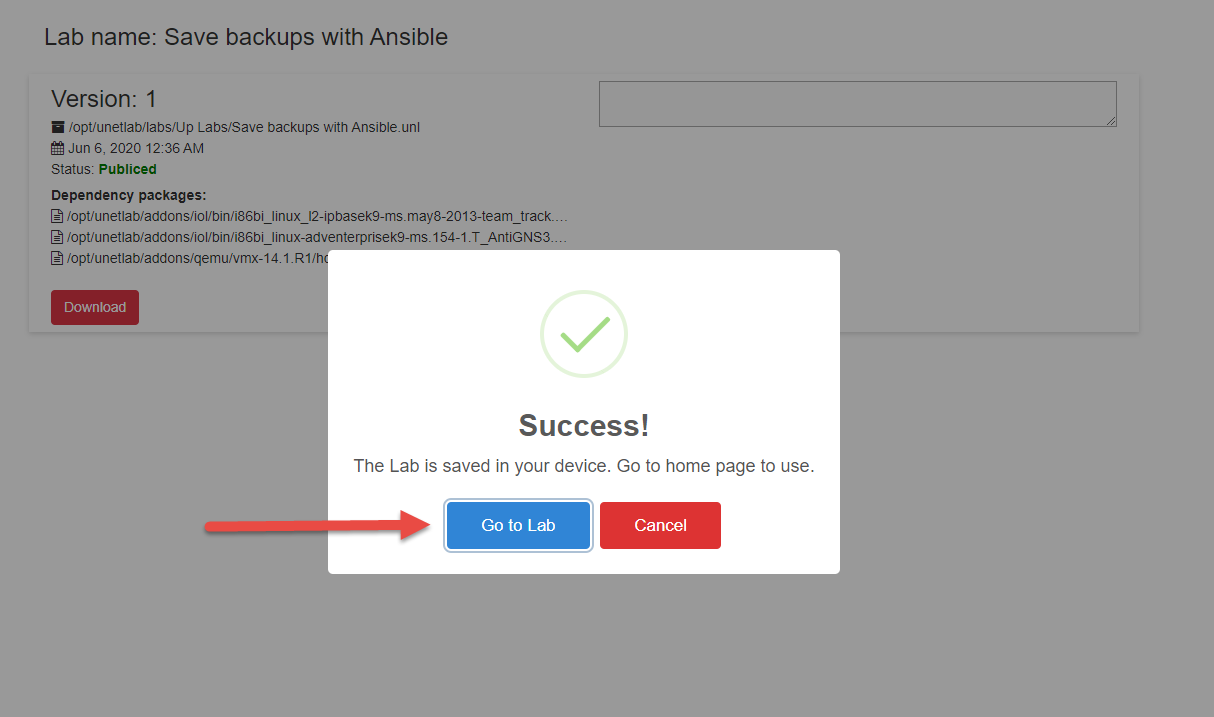 Lab name: Save backups with Ansible
Version: 1
/opt/unetlab/labs/Up Labs/Save backups with Ansible.unl
Jun 6, 2020 12:36 AM
Status: Publiced
Dependency packages:
/opt/unetlab/addons/iol/bin/i86bi_linux_l2-ipbasek9-ms.may8-2013-team_track....
/opt/unetlab/addons/iol/bin/i86bi_linux-adventerprisek9-ms.154-1.T_AntiGNS3....
/opt/unetlab/addons/qemu/vmx-14.1.R1/
Download
Success!
The Lab is saved in your device. Go to home page to use.
Go to Lab Cancel